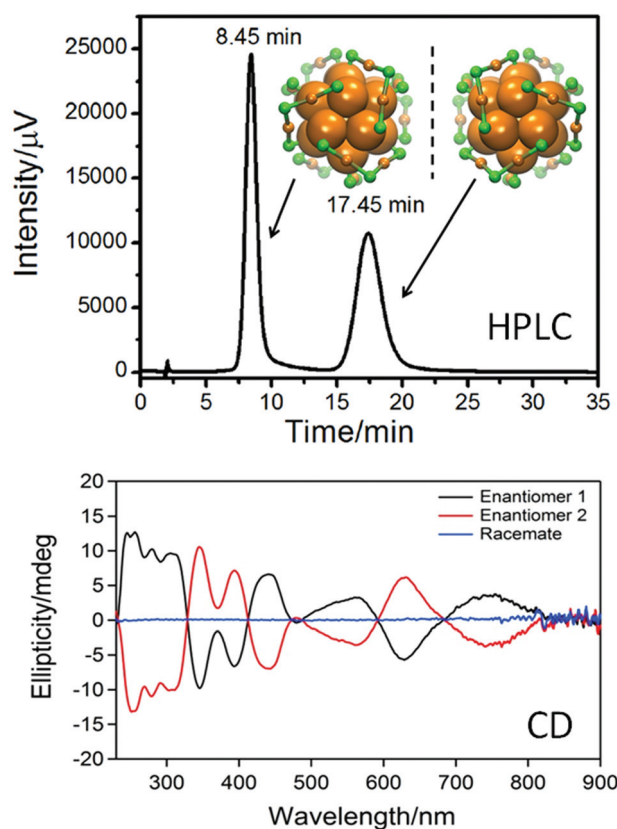 8.45 min
17.45 min
Intensity/μV
25000
20000
15000
10000
5000
0
0 5 10 15 20 25 30 35
Time/min
HPLC
Enantiomer 1
Enantiomer 2
Racemate
Ellipticity/mdeg
20
15
10
5
0
-5
-10
-15
-20
300 400 500 600 700 800 900
Wavelength/nm
CD